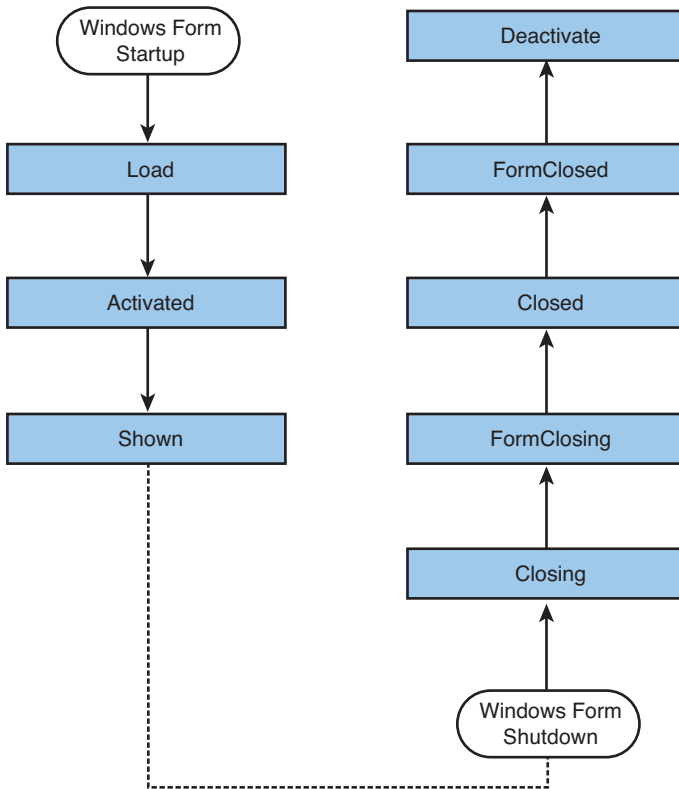 Windows Form
Startup
Load
Activated
Shown
Deactivate
FormClosed
Closed
FormClosing
Closing
Windows Form
Shutdown